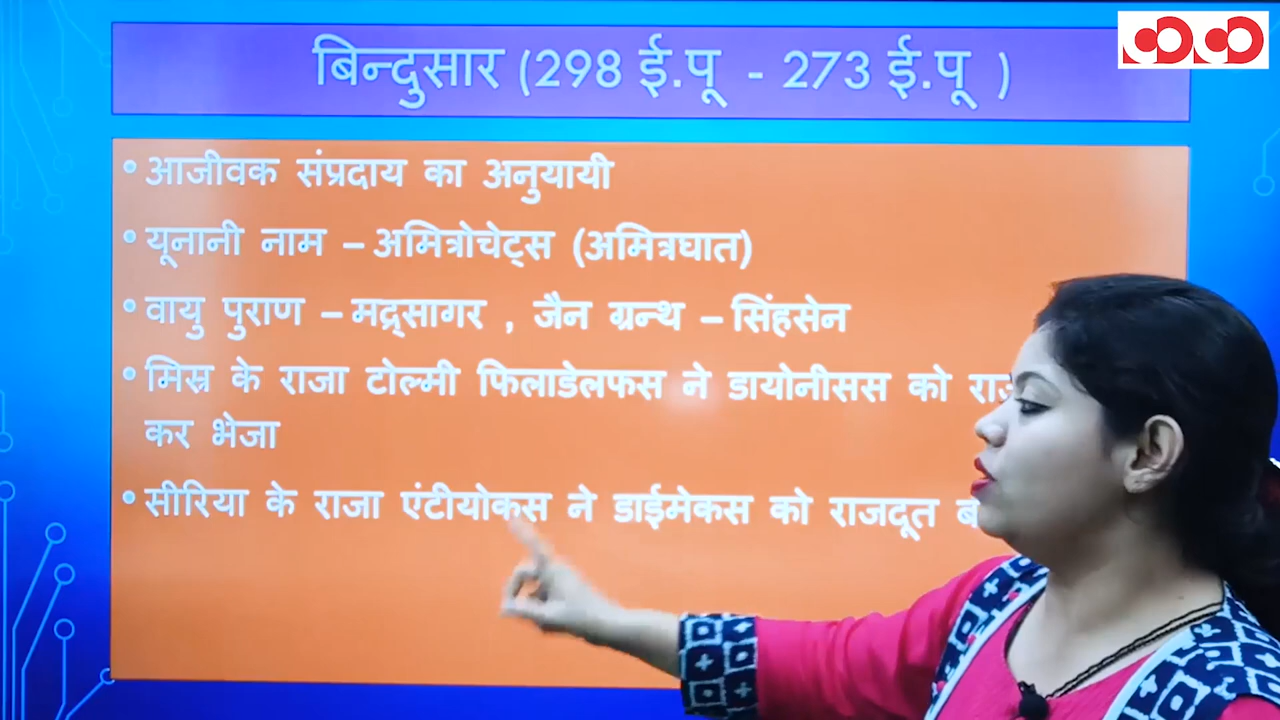 बिन्दुसार (298 ई.पू - 273 ई.पू )
• आजीवक संप्रदाय का अनुयायी
• यूनानी नाम – अमित्रोचेट्स (अमित्रघात)
• वायु पुराण – मद्र्सागर , जैन ग्रन्थ – सिंहसेन
• मिस्र के राजा टोल्मी फिलाडेलफस ने डायोनीसस को
कर भेजा
• सीरिया के राजा एंटीयोकस ने डाईमेकस को राजदूत